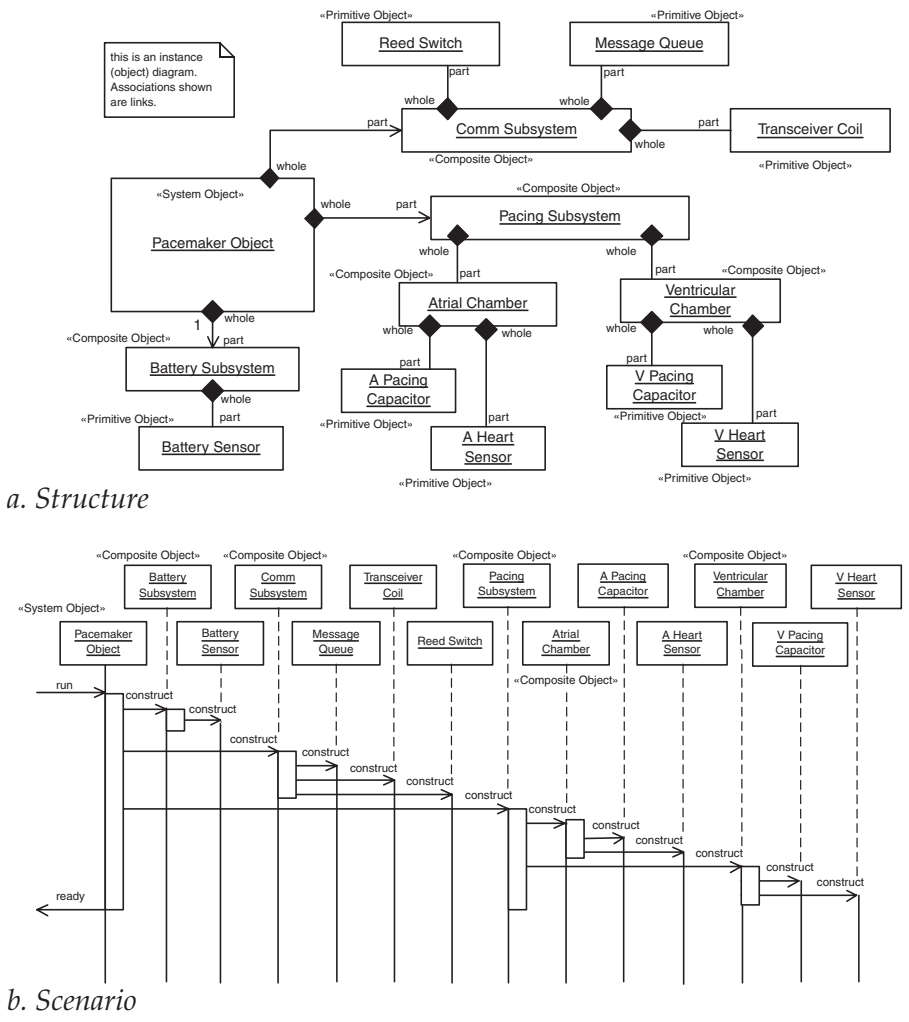 «Primitive Object»
«Primitive Object»
Reed Switch
Message Queue
this is an instance
(object) diagram.
Associations shown
are links.
part
part
whole
whole
part
Comm Subsystem
part
Transceiver Coil
whole
«Composite Object»
«Primitive Object»
whole
«System Object»
«Composite Object»
whole
part
Pacemaker Object
Pacing Subsystem
whole
whole
«Composite Object»
part
part
«Composite Object»
Atrial Chamber
Ventricular
Chamber
whole
1
whole
whole
whole
whole
«Composite Object»
part
Battery Subsystem
part
part
A Pacing
Capacitor
V Pacing
Capacitor
whole
«Primitive Object»
part
«Primitive Object»
part
«Primitive Object»
part
Battery Sensor
A Heart
Sensor
V Heart
Sensor
«Primitive Object»
«Primitive Object»
a. Structure
«Composite Object»
«Composite Object»
«Composite Object»
«Composite Object»
Battery
Subsystem
Comm
Subsystem
Transceiver
Coil
Pacing
Subsystem
A Pacing
Capacitor
Ventricular
Chamber
V Heart
Sensor
«System Object»
Pacemaker
Object
Battery
Sensor
Message
Queue
Reed Switch
Atrial
Chamber
A Heart
Sensor
V Pacing
Capacitor
«Composite Object»
run
construct
construct
construct
construct
construct
construct
construct
construct
construct
construct
construct
construct
construct
ready
b. Scenario